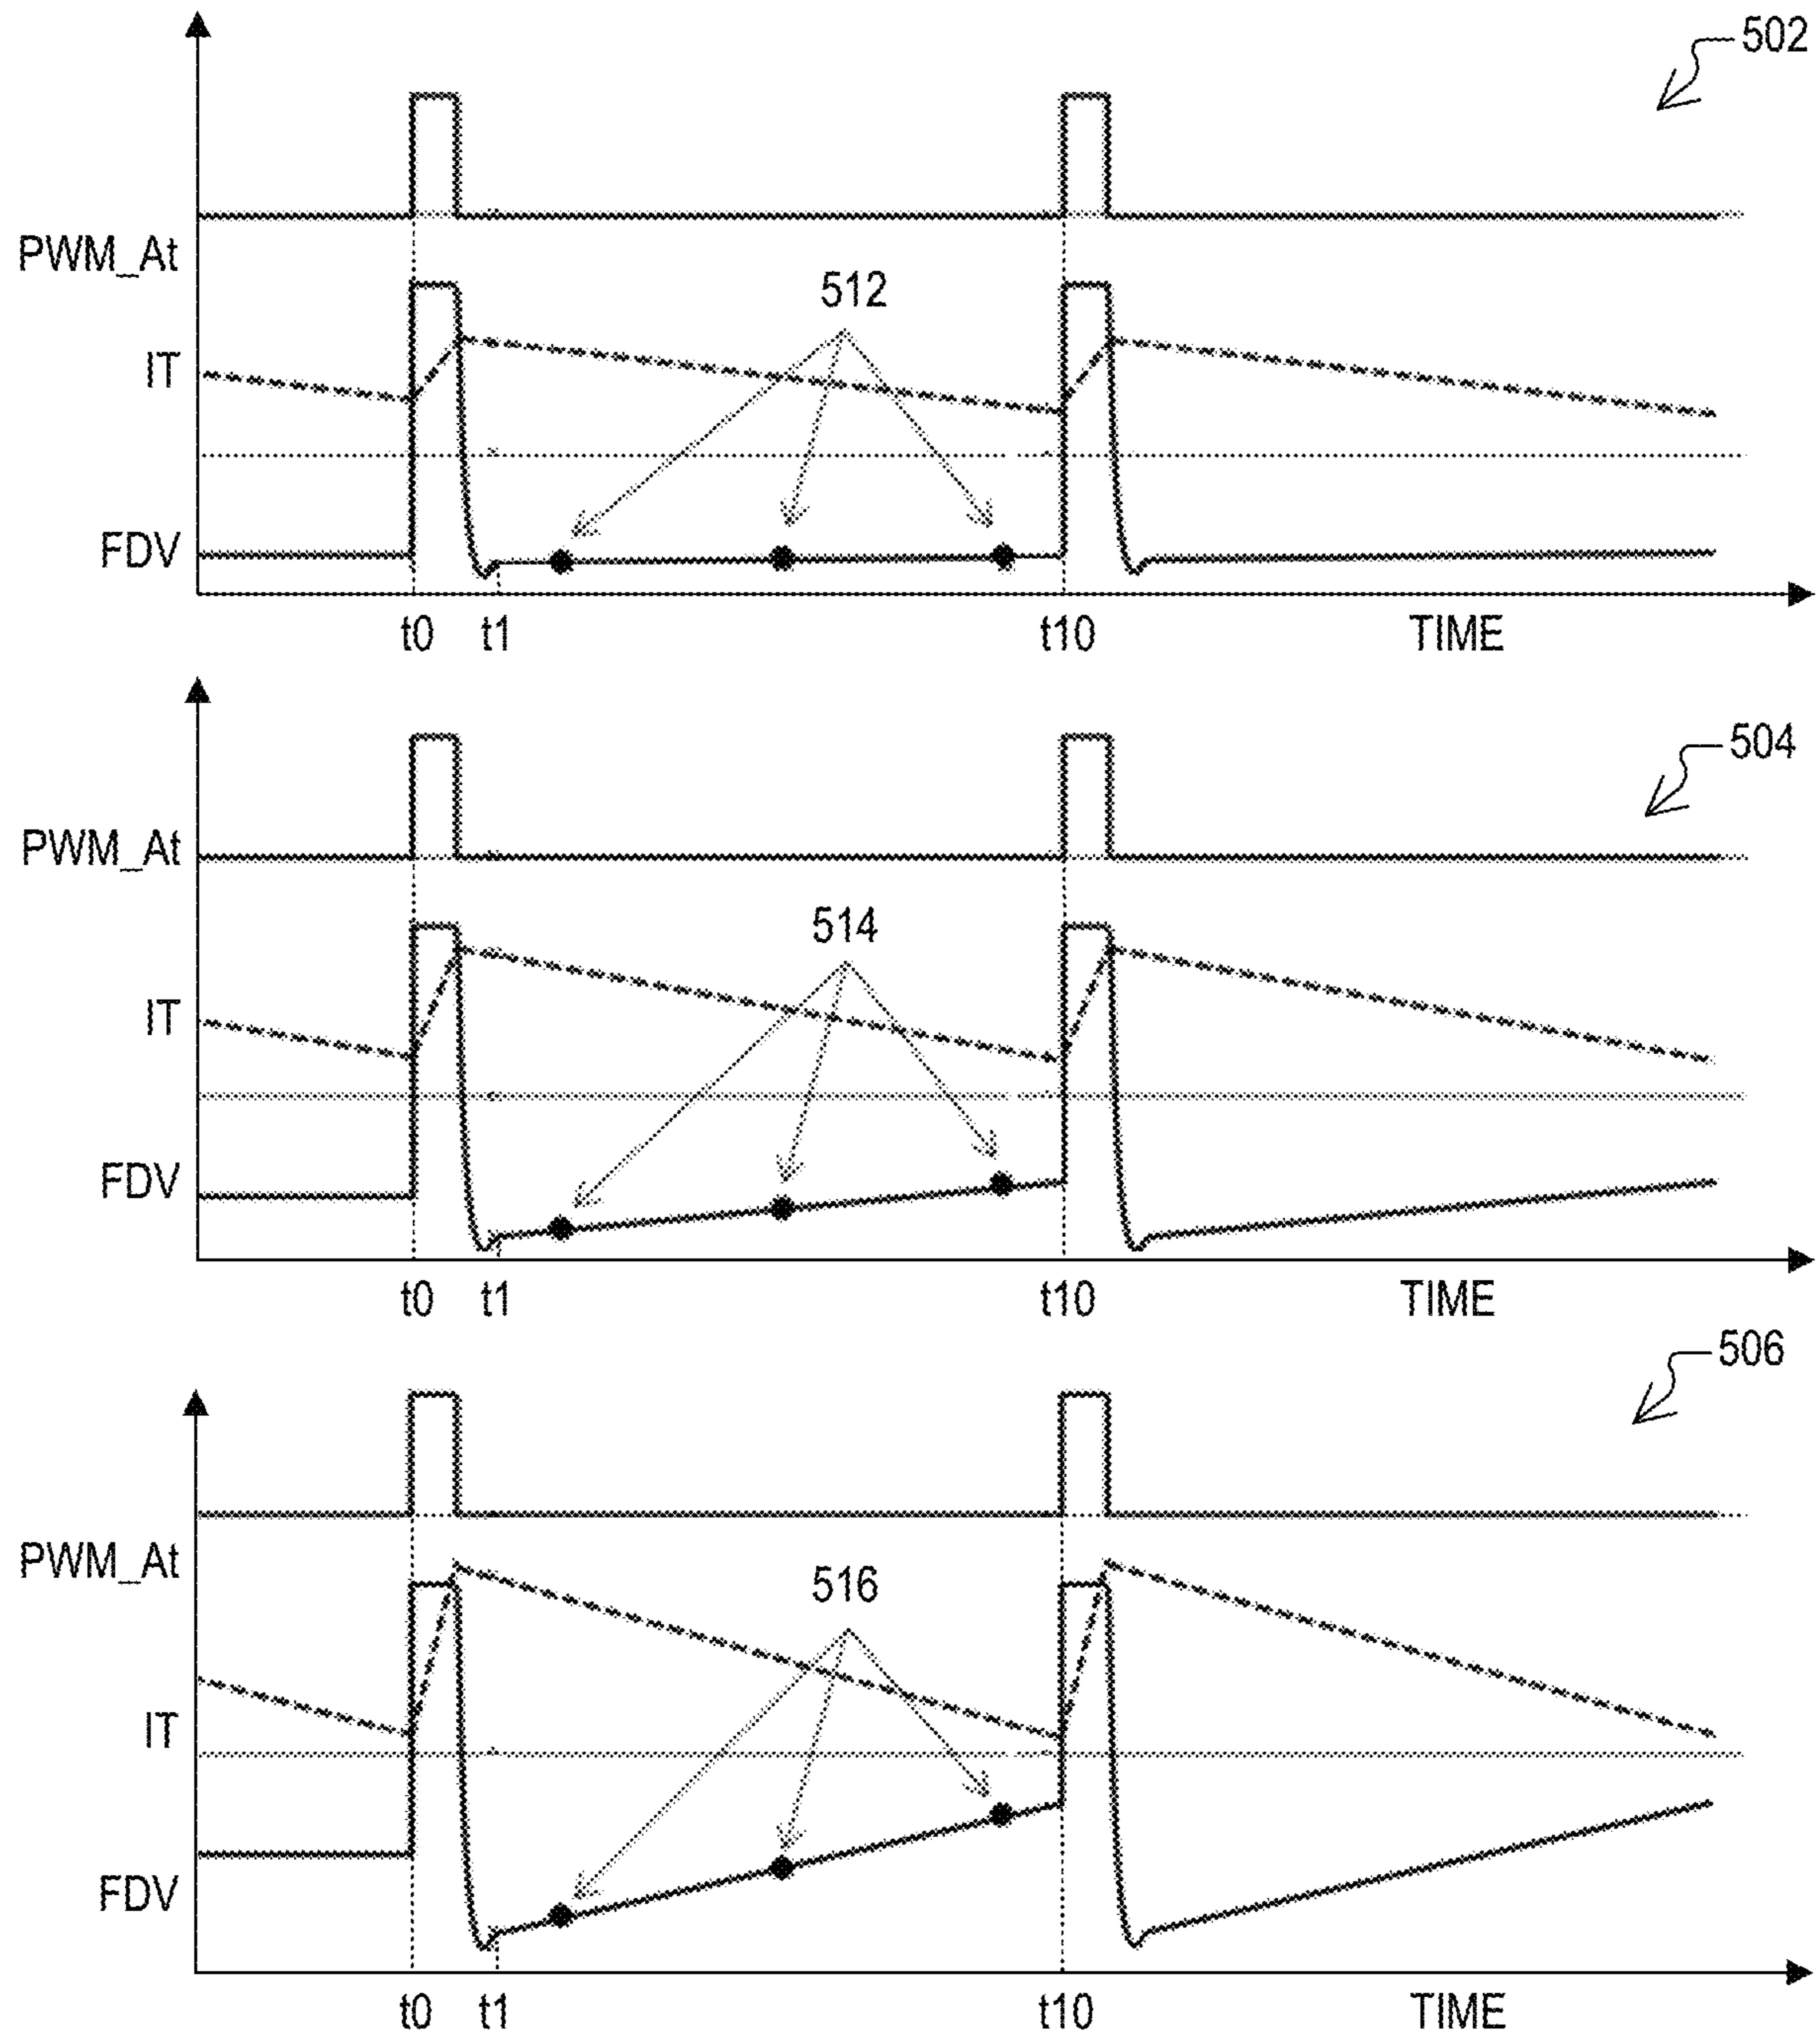 502
PWM_At
512
IT
FDV
t0 t1 t10 TIME
504
PWM_At
514
IT
FDV
t0 t1 t10 TIME
506
PWM_At
516
IT
FDV
t0 t1 t10 TIME